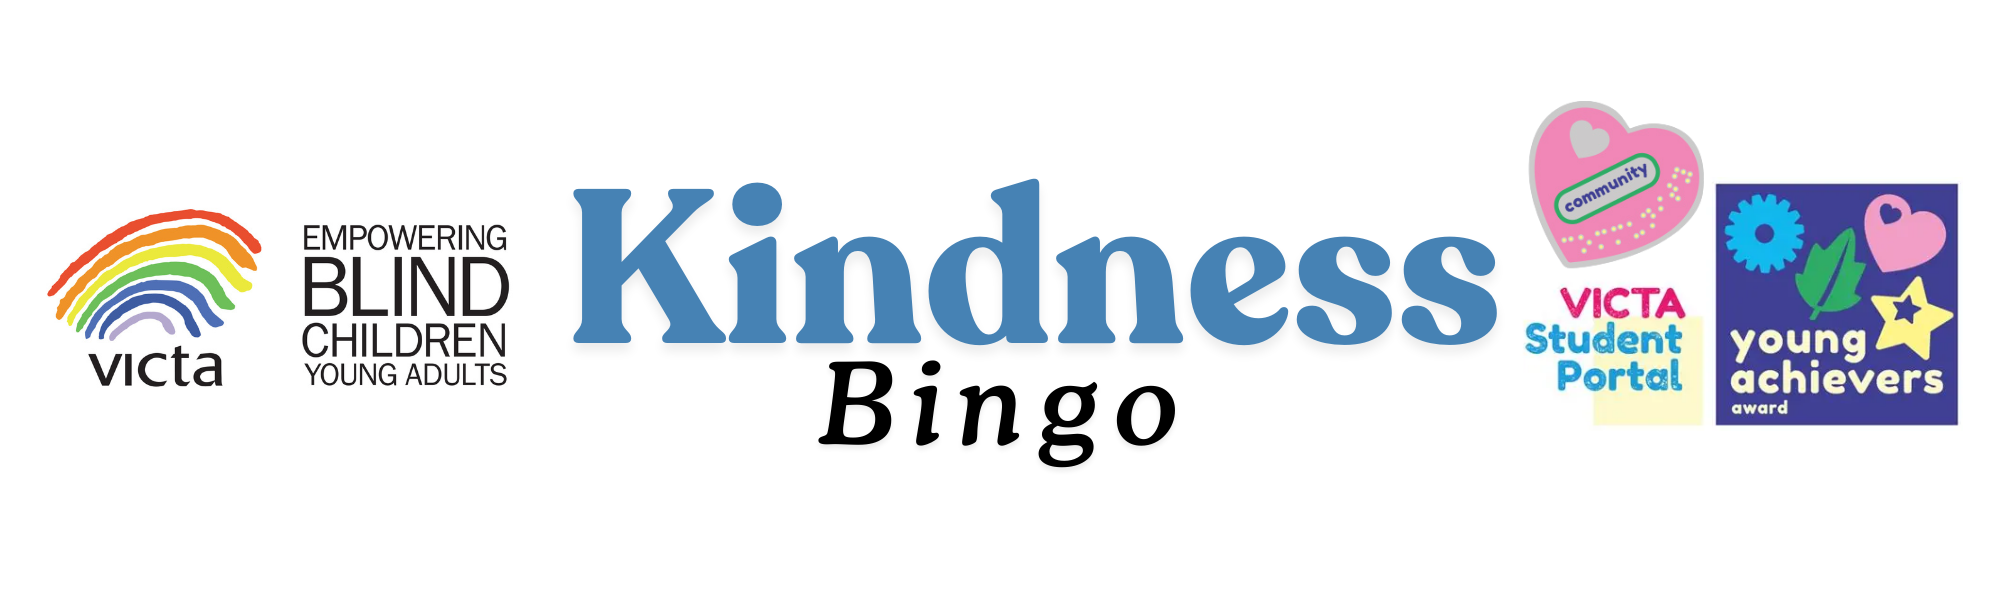 victa
EMPOWERING
BLIND
CHILDREN
YOUNG ADULTS
Kindness
Bingo
community
VICTA
Student
Portal
young
achievers
award